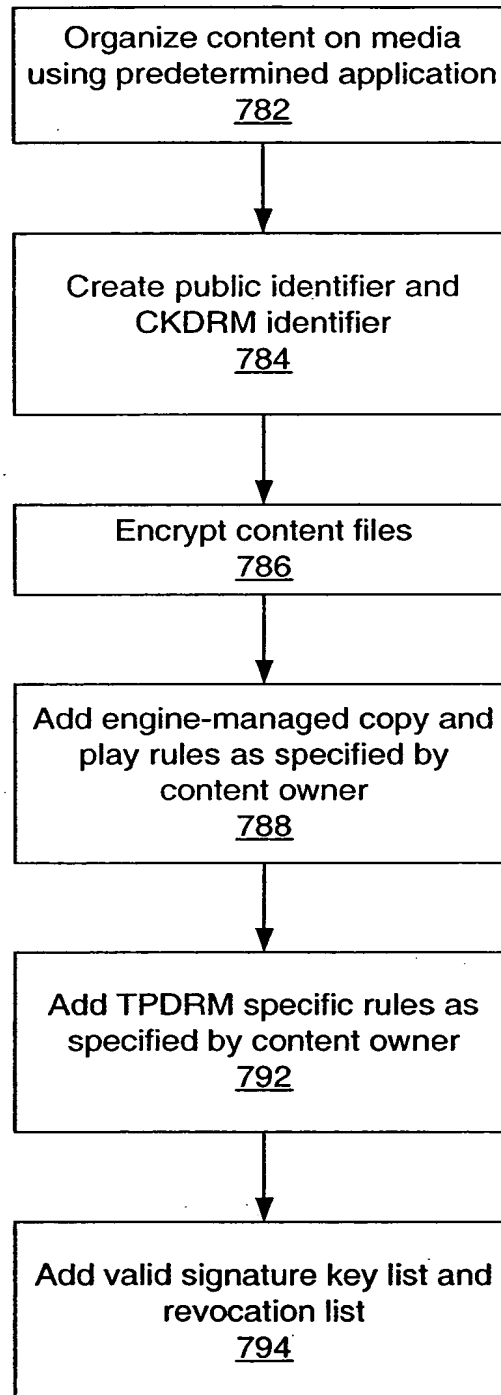 Organize content on media
using predetermined application
782
Create public identifier and
CKDRM identifier
784
Encrypt content files
786
Add engine-managed copy and
play rules as specified by
content owner
788
Add TPDRM specific rules as
specified by content owner
792
Add valid signature key list and
revocation list
794